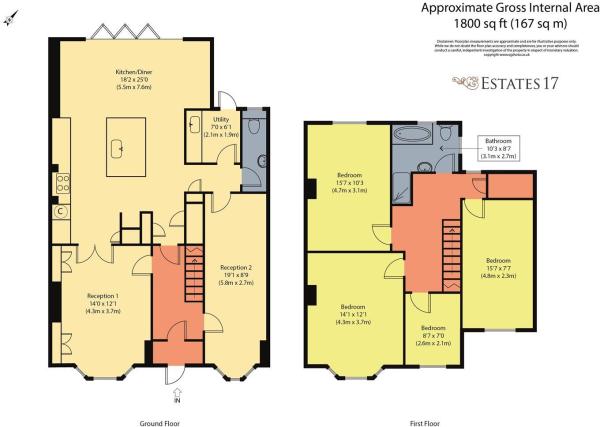 Approximate Gross Internal Area
1800 sq ft (167 sq m)
Disclaimer: Floorplan measurements are approximate and are for illustrative purposes only.
While we do not doubt the floor plan accuracy and completeness, you or your advisors should
conduct a careful, independent investigation of the property in respect of monetary valuation.
ESTATES 17
Kitchen/Diner
18'2 x 25'0
(5.5m x 7.6m)
Utility
7'0 x 6'1
(2.1m x 1.9m)
Reception 1
14'0 x 12'1
(4.3m x 3.7m)
Reception 2
19'1 x 8'9
(5.8m x 2.7m)
IN
Ground Floor
Bathroom
10'3 x 8'7
(3.1m x 2.7m)
Bedroom
15'7 x 10'3
(4.7m x 3.1m)
Bedroom
15'7 x 7'7
(4.8m x 2.3m)
Bedroom
14'1 x 12'1
(4.3m x 3.7m)
Bedroom
8'7 x 7'0
(2.6m x 2.1m)
First Floor